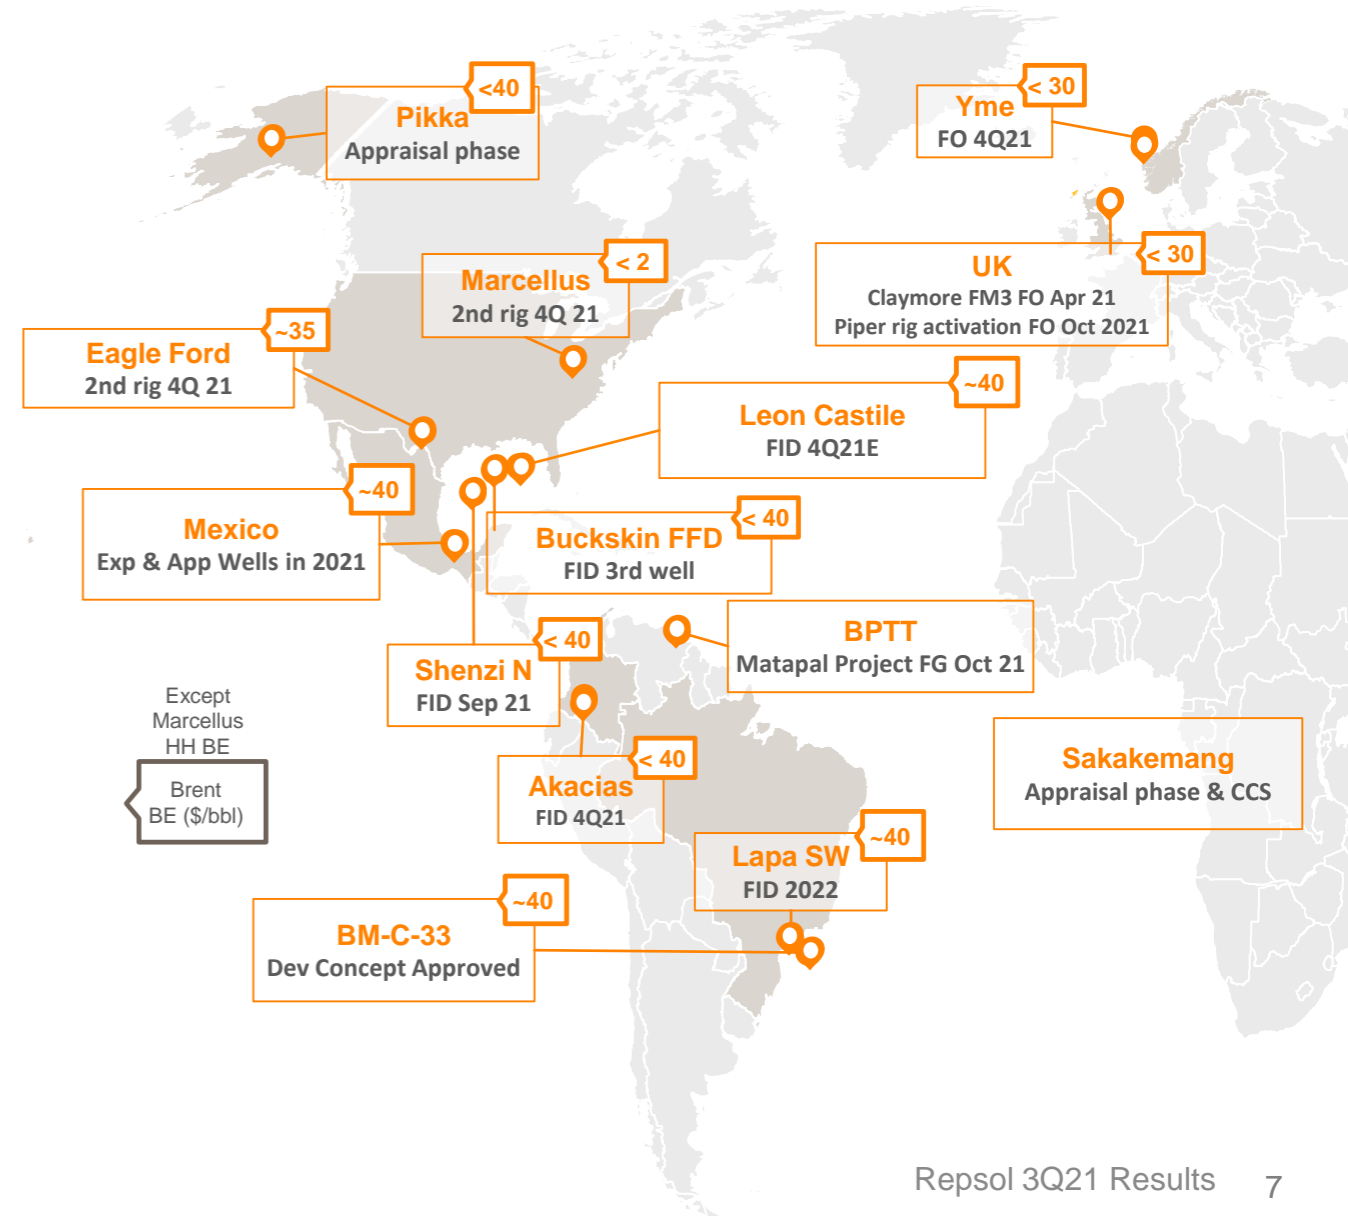 <40
Pikka
Appraisal phase
< 30
Yme
FO 4Q21
< 2
Marcellus
2nd rig 4Q 21
< 30
UK
Claymore FM3 FO Apr 21
Piper rig activation FO Oct 2021
~35
Eagle Ford
2nd rig 4Q 21
~40
Leon Castile
FID 4Q21E
~40
Mexico
Exp & App Wells in 2021
< 40
Buckskin FFD
FID 3rd well
< 40
Shenzi N
FID Sep 21
BPTT
Matapal Project FG Oct 21
Except
Marcellus
HH BE
Brent
BE ($/bbl)
< 40
Akacias
FID 4Q21
Sakakemang
Appraisal phase & CCS
~40
Lapa SW
FID 2022
~40
BM-C-33
Dev Concept Approved
Repsol 3Q21 Results 7